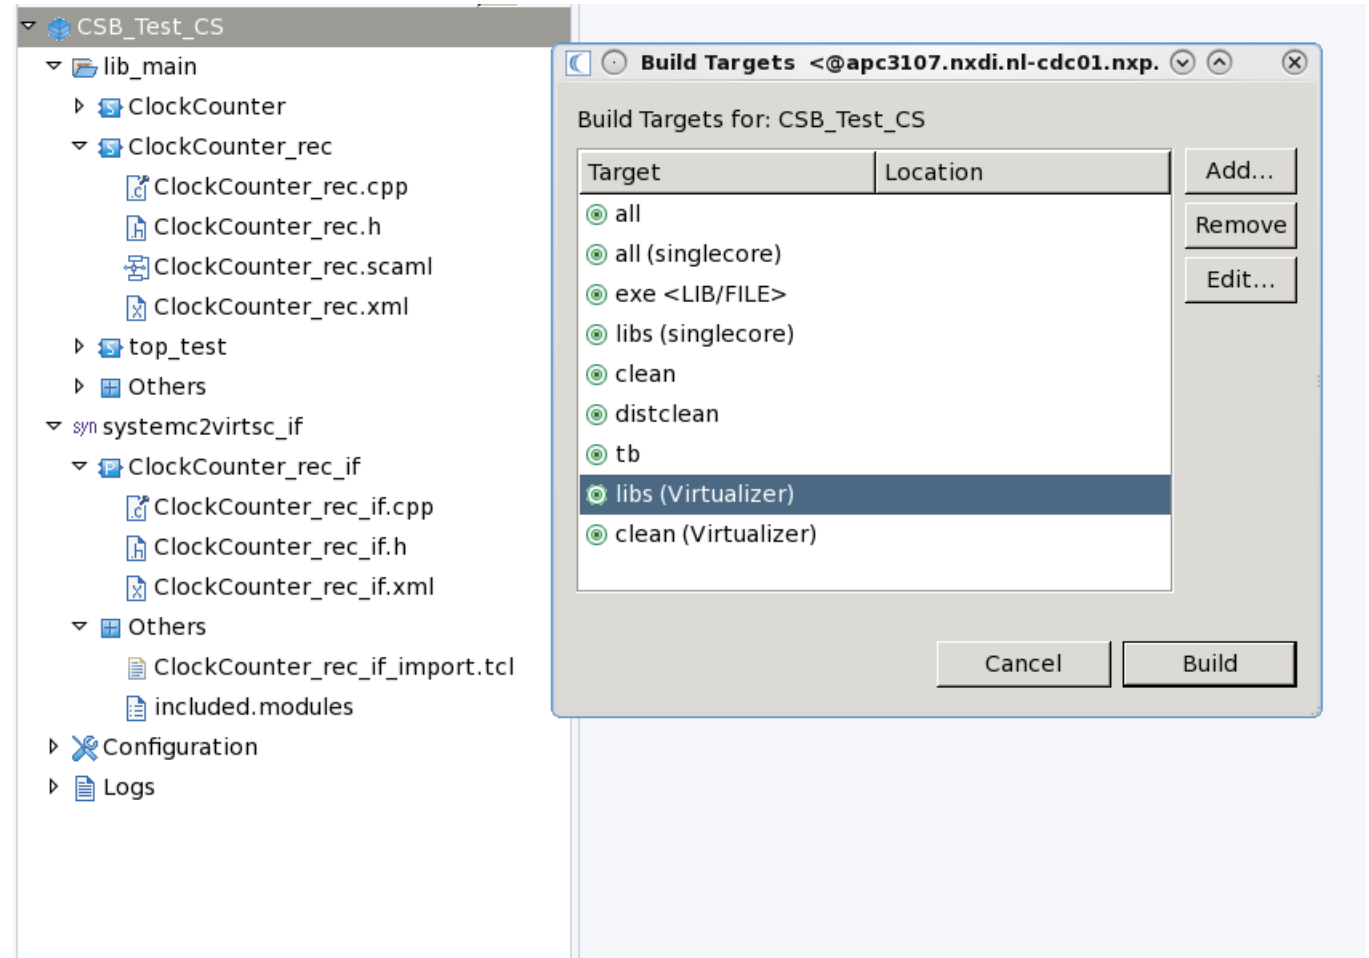 CSB_Test_CS
lib_main
ClockCounter
ClockCounter_rec
ClockCounter_rec.cpp
ClockCounter_rec.h
ClockCounter_rec.scaml
ClockCounter_rec.xml
top_test
Others
syn systemc2virtsc_if
ClockCounter_rec_if
ClockCounter_rec_if.cpp
ClockCounter_rec_if.h
ClockCounter_rec_if.xml
Others
ClockCounter_rec_if_import.tcl
included.modules
Configuration
Logs
Build Targets <@apc3107.nxdi.nl-cdc01.nxp.
Build Targets for: CSB_Test_CS
Target Location
all
all (singlecore)
exe <LIB/FILE>
libs (singlecore)
clean
distclean
tb
libs (Virtualizer)
clean (Virtualizer)
Add...
Remove
Edit...
Cancel Build